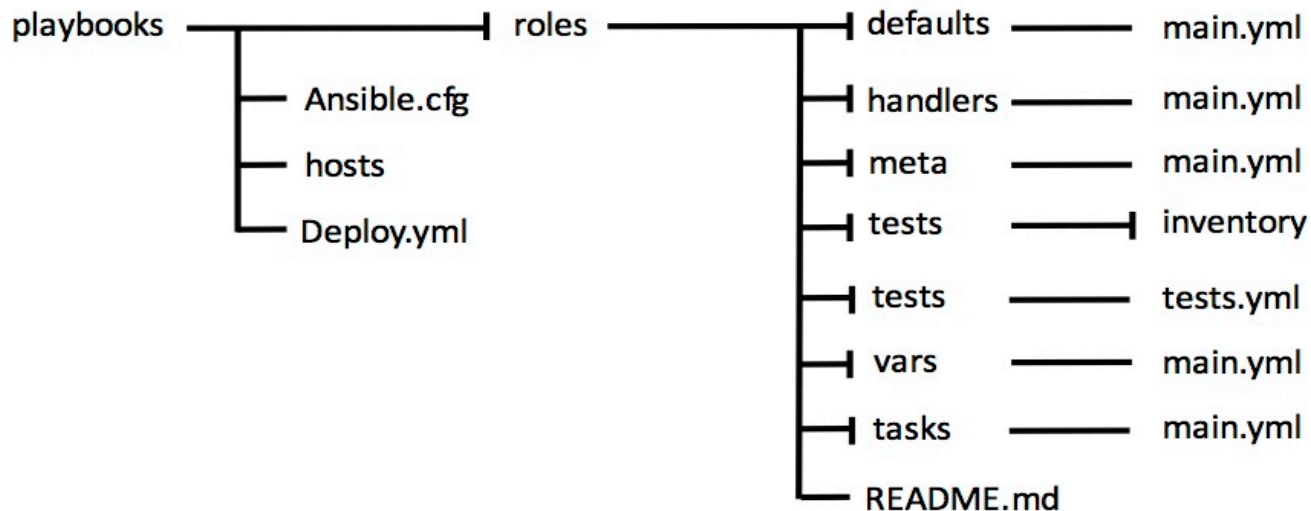 playbooks roles defaults main.yml
Ansible.cfg handlers main.yml
hosts meta main.yml
Deploy.yml tests inventory
tests tests.yml
vars main.yml
tasks main.yml
README.md